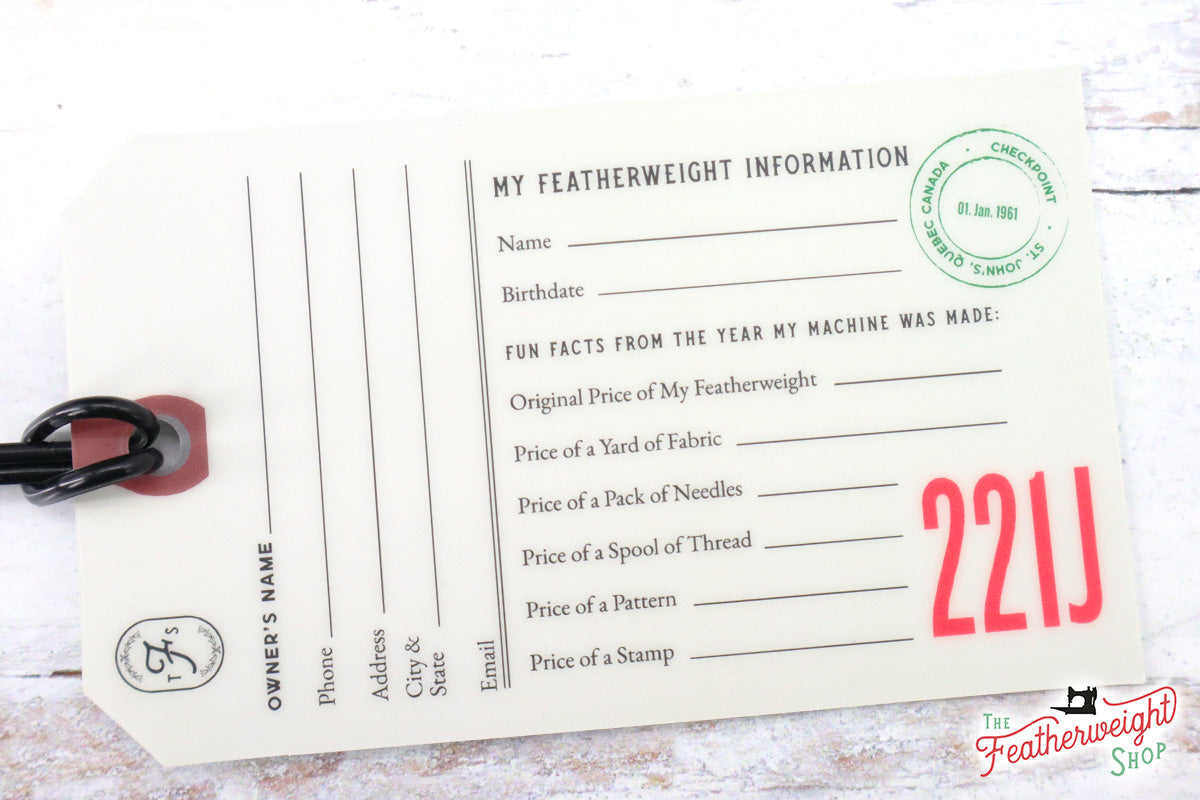 MY FEATHERWEIGHT INFORMATION
Name
Birthdate
FUN FACTS FROM THE YEAR MY MACHINE WAS MADE:
Original Price of My Featherweight
Price of a Yard of Fabric
Price of a Pack of Needles
Price of a Spool of Thread
Price of a Pattern
Price of a Stamp
CHECKPOINT · ST. JOHN'S, QUEBEC CANADA ·
01. Jan. 1961
221J
OWNER'S NAME
Phone
Address
City &
State
Email
T F S
THE
Featherweight
SHOP